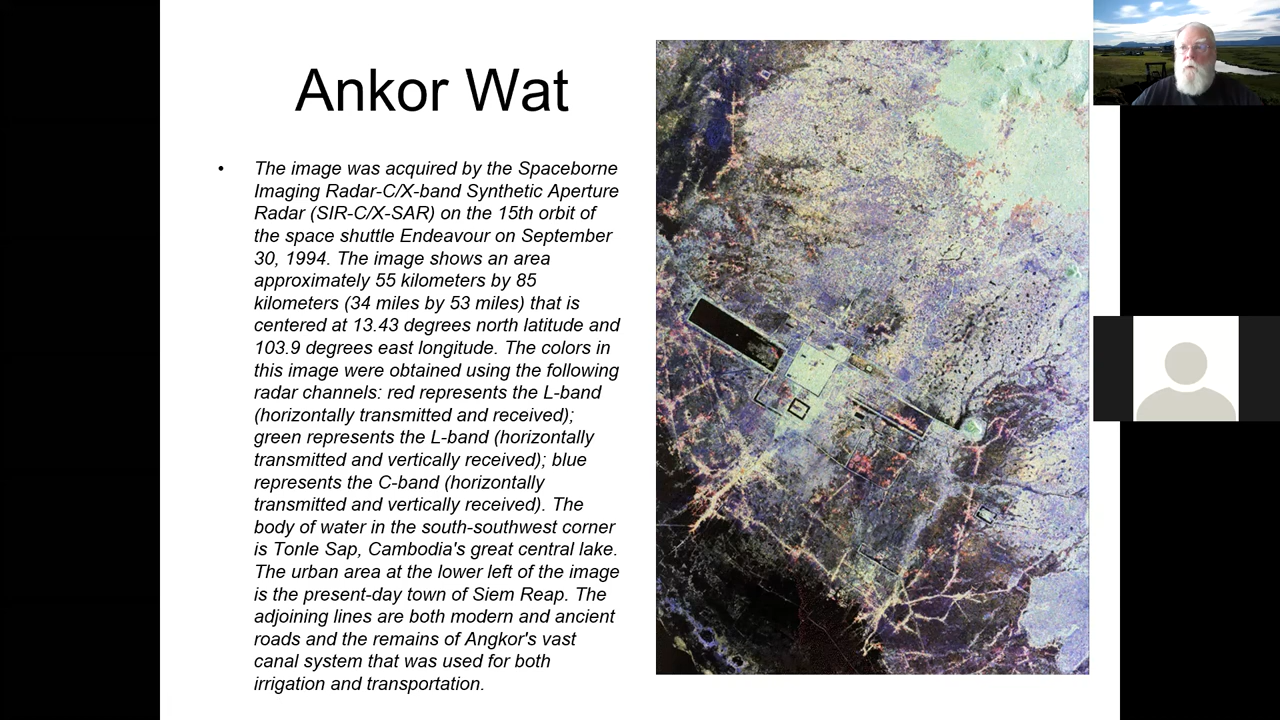 Ankor Wat
• The image was acquired by the Spaceborne
Imaging Radar-C/X-band Synthetic Aperture
Radar (SIR-C/X-SAR) on the 15th orbit of
the space shuttle Endeavour on September
30, 1994. The image shows an area
approximately 55 kilometers by 85
kilometers (34 miles by 53 miles) that is
centered at 13.43 degrees north latitude and
103.9 degrees east longitude. The colors in
this image were obtained using the following
radar channels: red represents the L-band
(horizontally transmitted and received);
green represents the L-band (horizontally
transmitted and vertically received); blue
represents the C-band (horizontally
transmitted and vertically received). The
body of water in the south-southwest corner
is Tonle Sap, Cambodia's great central lake.
The urban area at the lower left of the image
is the present-day town of Siem Reap. The
adjoining lines are both modern and ancient
roads and the remains of Angkor's vast
canal system that was used for both
irrigation and transportation.